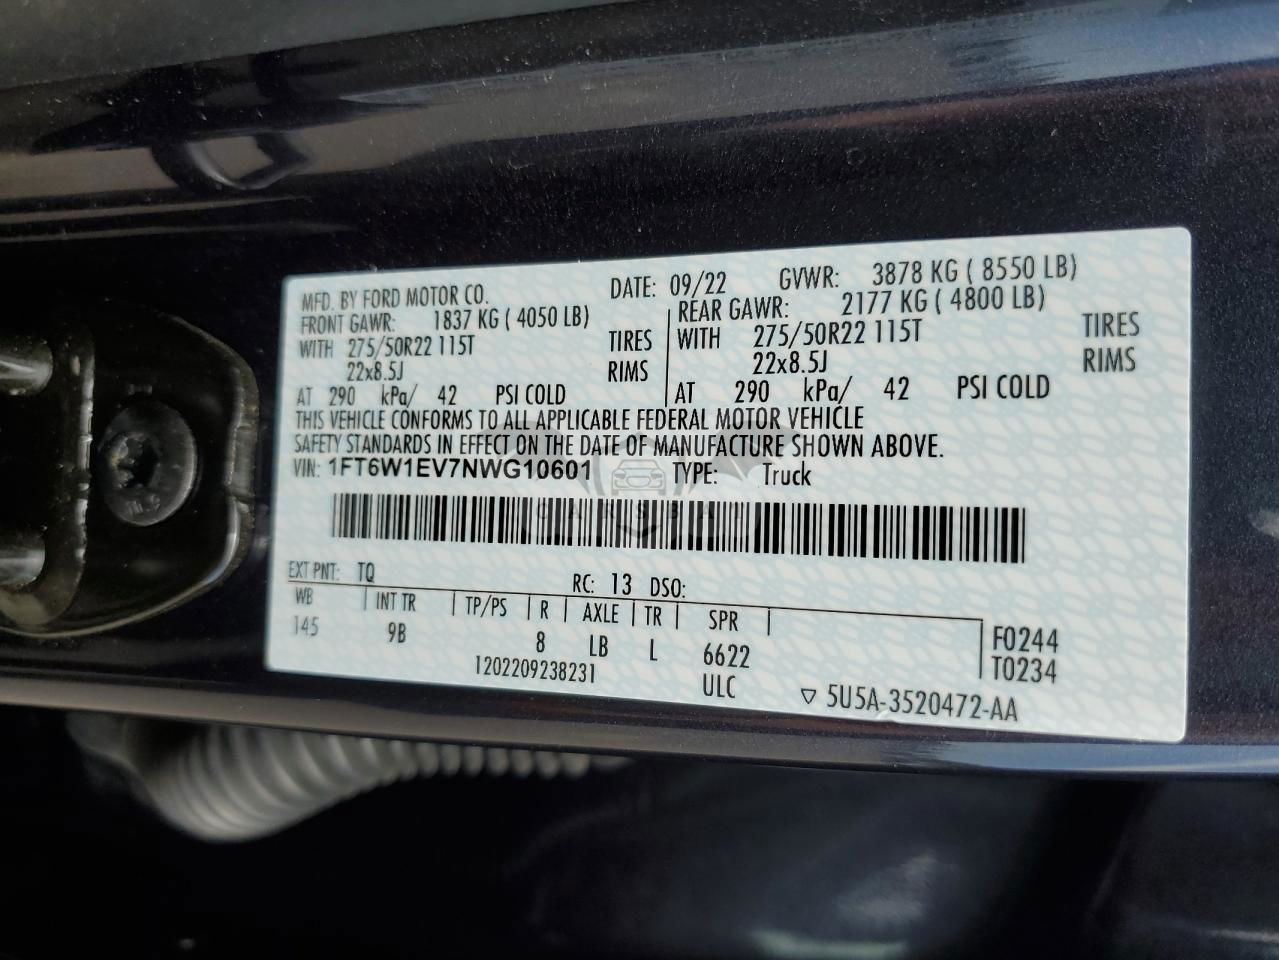 MFD. BY FORD MOTOR CO. DATE: 09/22 GVWR: 3878 KG ( 8550 LB)
FRONT GAWR: 1837 KG ( 4050 LB) REAR GAWR: 2177 KG ( 4800 LB)
WITH 275/50R22 115T TIRES WITH 275/50R22 115T TIRES
22x8.5J RIMS 22x8.5J RIMS
AT 290 kPa/ 42 PSI COLD AT 290 kPa/ 42 PSI COLD
THIS VEHICLE CONFORMS TO ALL APPLICABLE FEDERAL MOTOR VEHICLE
SAFETY STANDARDS IN EFFECT ON THE DATE OF MANUFACTURE SHOWN ABOVE.
VIN: 1FT6W1EV7NWG10601 TYPE: Truck
CARSBAT
EXT PNT: TQ RC: 13 DSO:
WB INT TR TP/PS R AXLE TR SPR
145 9B 8 LB L 6622 F0244
1202209238231 ULC T0234
▽ 5U5A-3520472-AA